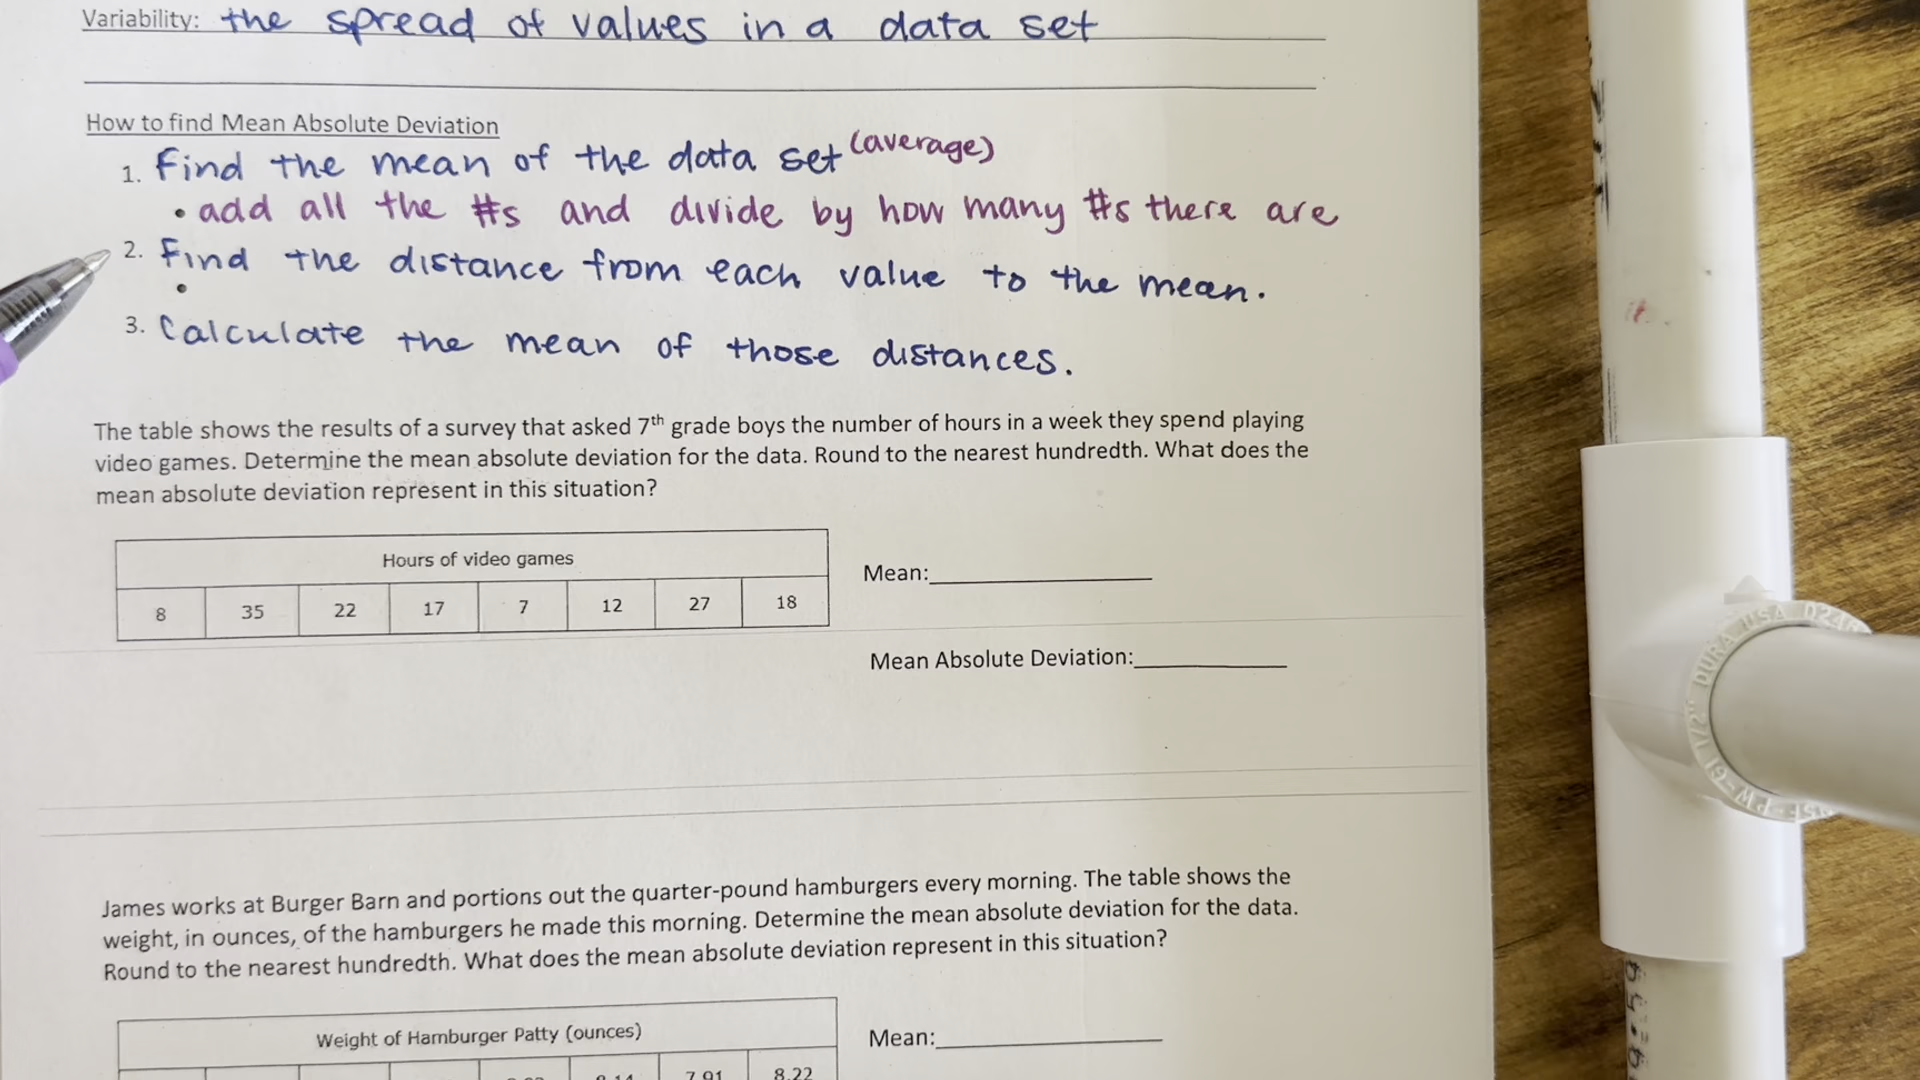 Variability: the spread of values in a data set
How to find Mean Absolute Deviation
1. Find the mean of the data set (average)
• add all the #s and divide by how many #s there are
2. Find the distance from each value to the mean.
•
3. Calculate the mean of those distances.
The table shows the results of a survey that asked 7th grade boys the number of hours in a week they spend playing
video games. Determine the mean absolute deviation for the data. Round to the nearest hundredth. What does the
mean absolute deviation represent in this situation?
Hours of video games
8 35 22 17 7 12 27 18
Mean:
Mean Absolute Deviation:
James works at Burger Barn and portions out the quarter-pound hamburgers every morning. The table shows the
weight, in ounces, of the hamburgers he made this morning. Determine the mean absolute deviation for the data.
Round to the nearest hundredth. What does the mean absolute deviation represent in this situation?
Weight of Hamburger Patty (ounces)
Mean:
7.91 8.22
DURA USA
1/2"